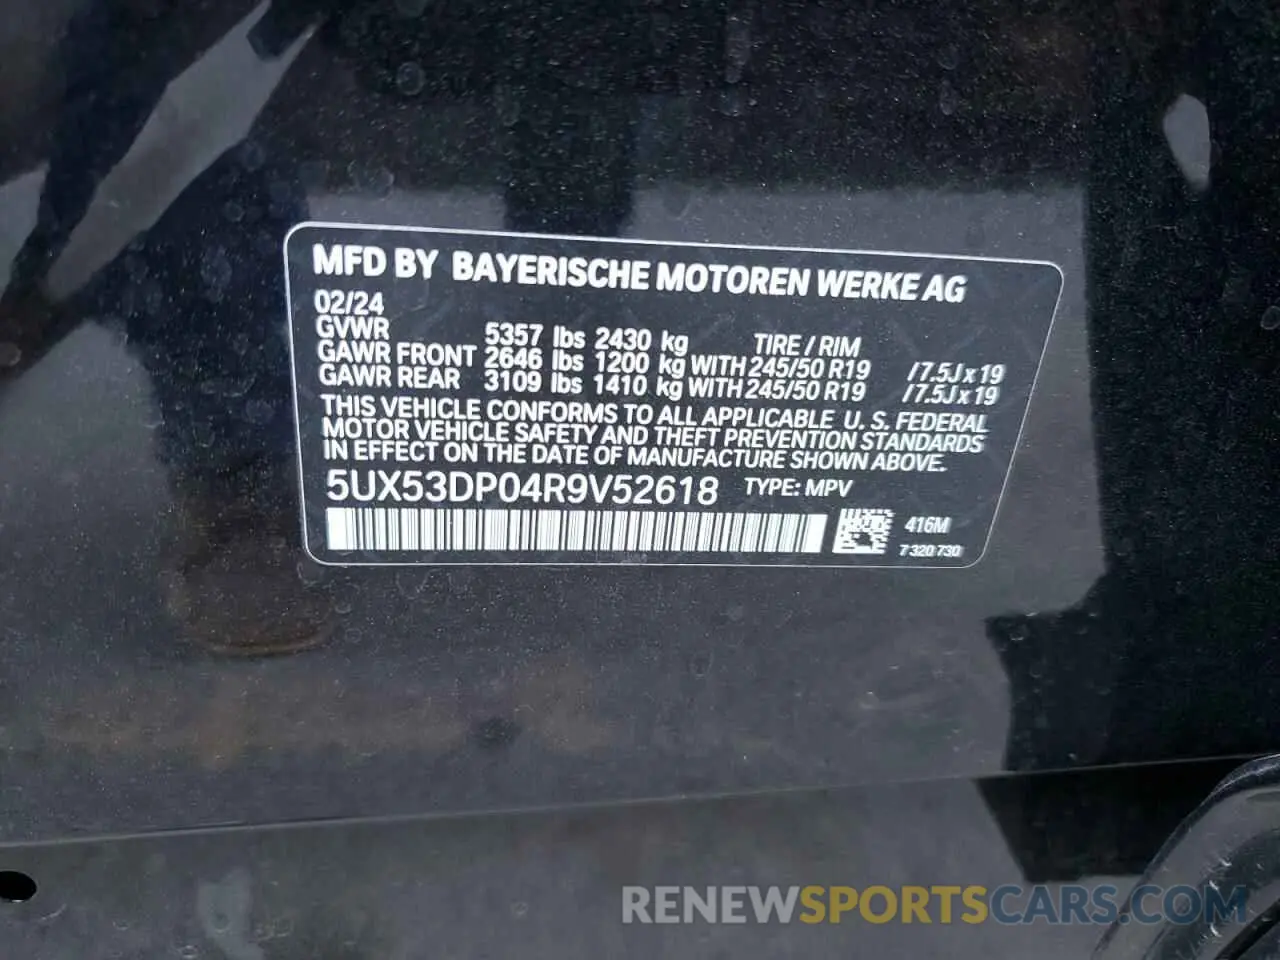 MFD BY BAYERISCHE MOTOREN WERKE AG
02/24
GVWR 5357 lbs 2430 kg TIRE / RIM
GAWR FRONT 2646 lbs 1200 kg WITH 245/50 R19 /7.5J x 19
GAWR REAR 3109 lbs 1410 kg WITH 245/50 R19 /7.5J x 19
THIS VEHICLE CONFORMS TO ALL APPLICABLE U. S. FEDERAL
MOTOR VEHICLE SAFETY AND THEFT PREVENTION STANDARDS
IN EFFECT ON THE DATE OF MANUFACTURE SHOWN ABOVE.
5UX53DP04R9V52618 TYPE: MPV
416M
7 320 730
RENEWSPORTSCARS.COM